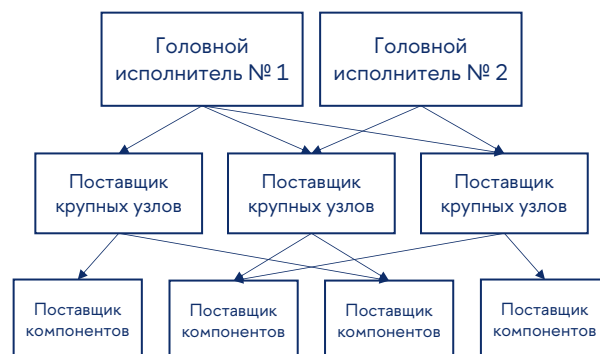 Головной
исполнитель № 1
Головной
исполнитель № 2
Поставщик
крупных узлов
Поставщик
крупных узлов
Поставщик
крупных узлов
Поставщик
компонентов
Поставщик
компонентов
Поставщик
компонентов
Поставщик
компонентов